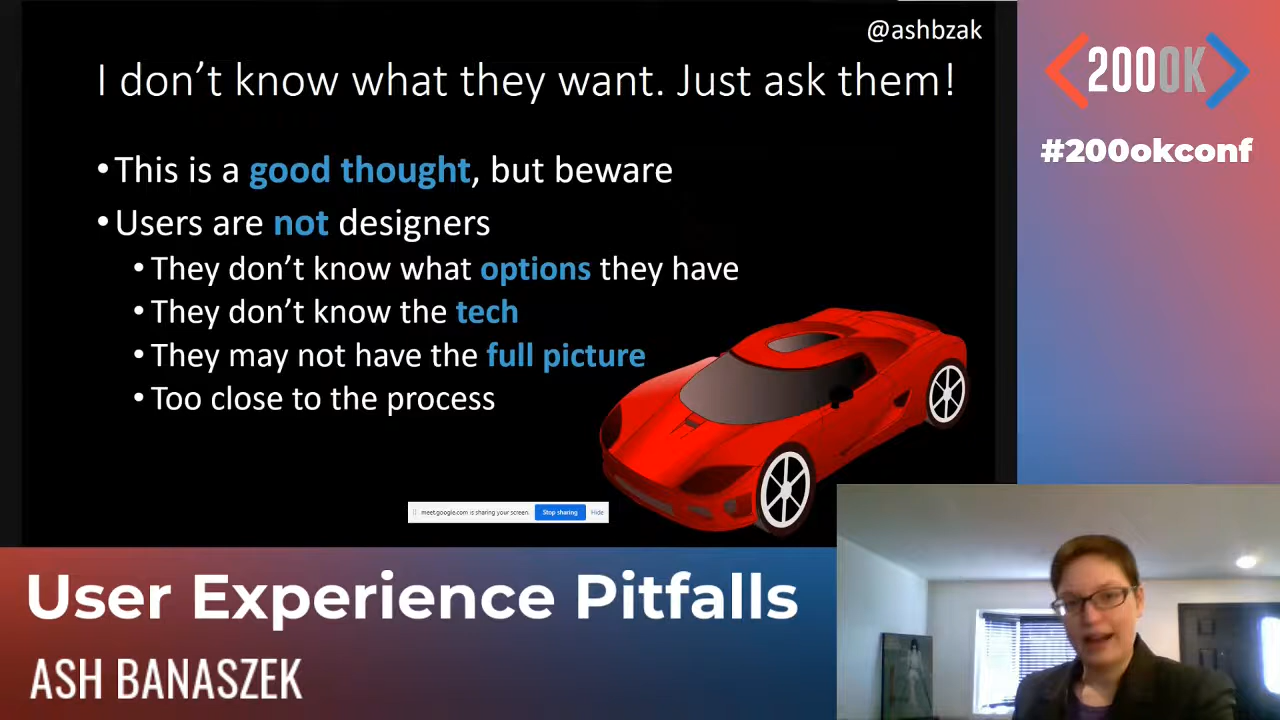 @ashbzak
I don't know what they want. Just ask them!
•This is a good thought, but beware
•Users are not designers
•They don't know what options they have
•They don't know the tech
•They may not have the full picture
•Too close to the process
meet.google.com is sharing your screen. Stop sharing Hide
<200OK>
#200okconf
User Experience Pitfalls
ASH BANASZEK